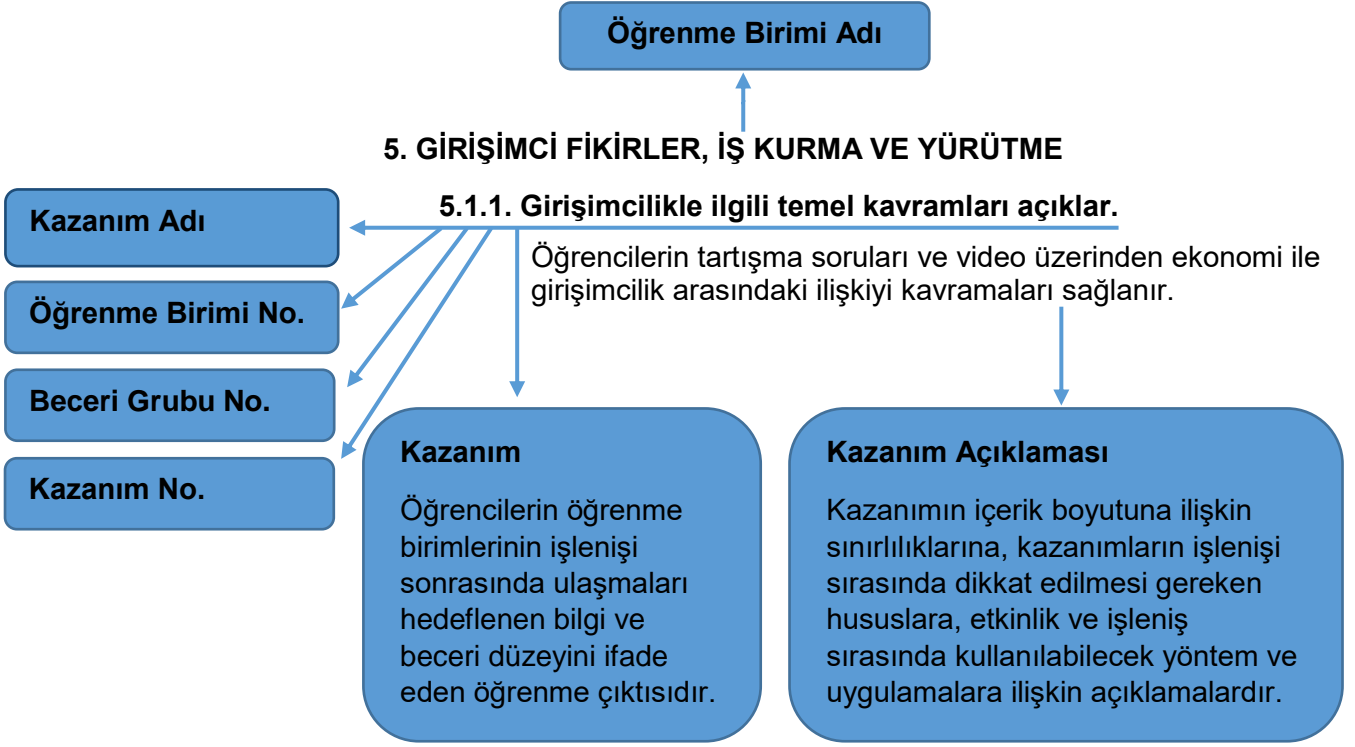 Öğrenme Birimi Adı
5. GİRİŞİMCİ FİKİRLER, İŞ KURMA VE YÜRÜTME
5.1.1. Girişimcilikle ilgili temel kavramları açıklar.
Öğrencilerin tartışma soruları ve video üzerinden ekonomi ile
girişimcilik arasındaki ilişkiyi kavramaları sağlanır.
Kazanım Adı
Öğrenme Birimi No.
Beceri Grubu No.
Kazanım No.
Kazanım
Öğrencilerin öğrenme
birimlerinin işlenişi
sonrasında ulaşmaları
hedeflenen bilgi ve
beceri düzeyini ifade
eden öğrenme çıktısıdır.
Kazanım Açıklaması
Kazanımın içerik boyutuna ilişkin
sınırlılıklarına, kazanımların işlenişi
sırasında dikkat edilmesi gereken
hususlara, etkinlik ve işleniş
sırasında kullanılabilecek yöntem ve
uygulamalara ilişkin açıklamalardır.